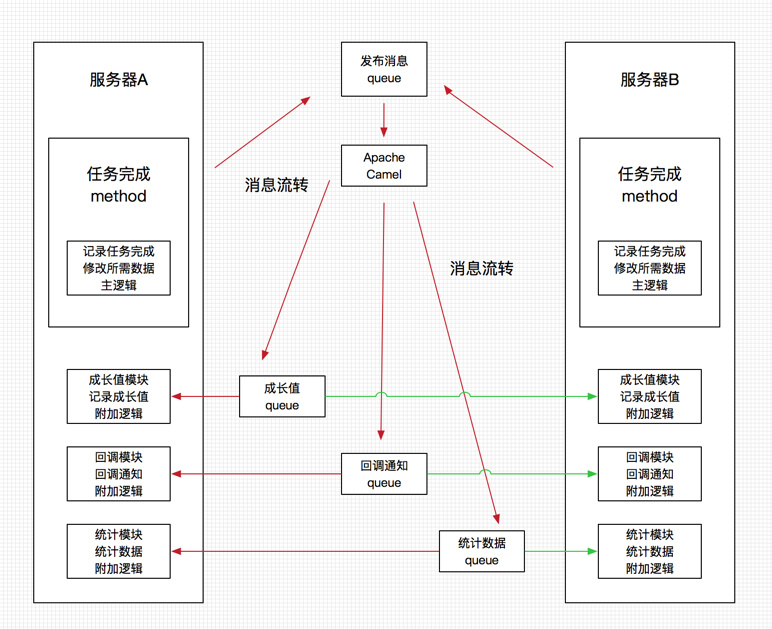 服务器A
任务完成
method
记录任务完成
修改所需数据
主逻辑
成长值模块
记录成长值
附加逻辑
回调模块
回调通知
附加逻辑
统计模块
统计数据
附加逻辑
发布消息
queue
Apache
Camel
消息流转
消息流转
成长值
queue
回调通知
queue
统计数据
queue
服务器B
任务完成
method
记录任务完成
修改所需数据
主逻辑
成长值模块
记录成长值
附加逻辑
回调模块
回调通知
附加逻辑
统计模块
统计数据
附加逻辑